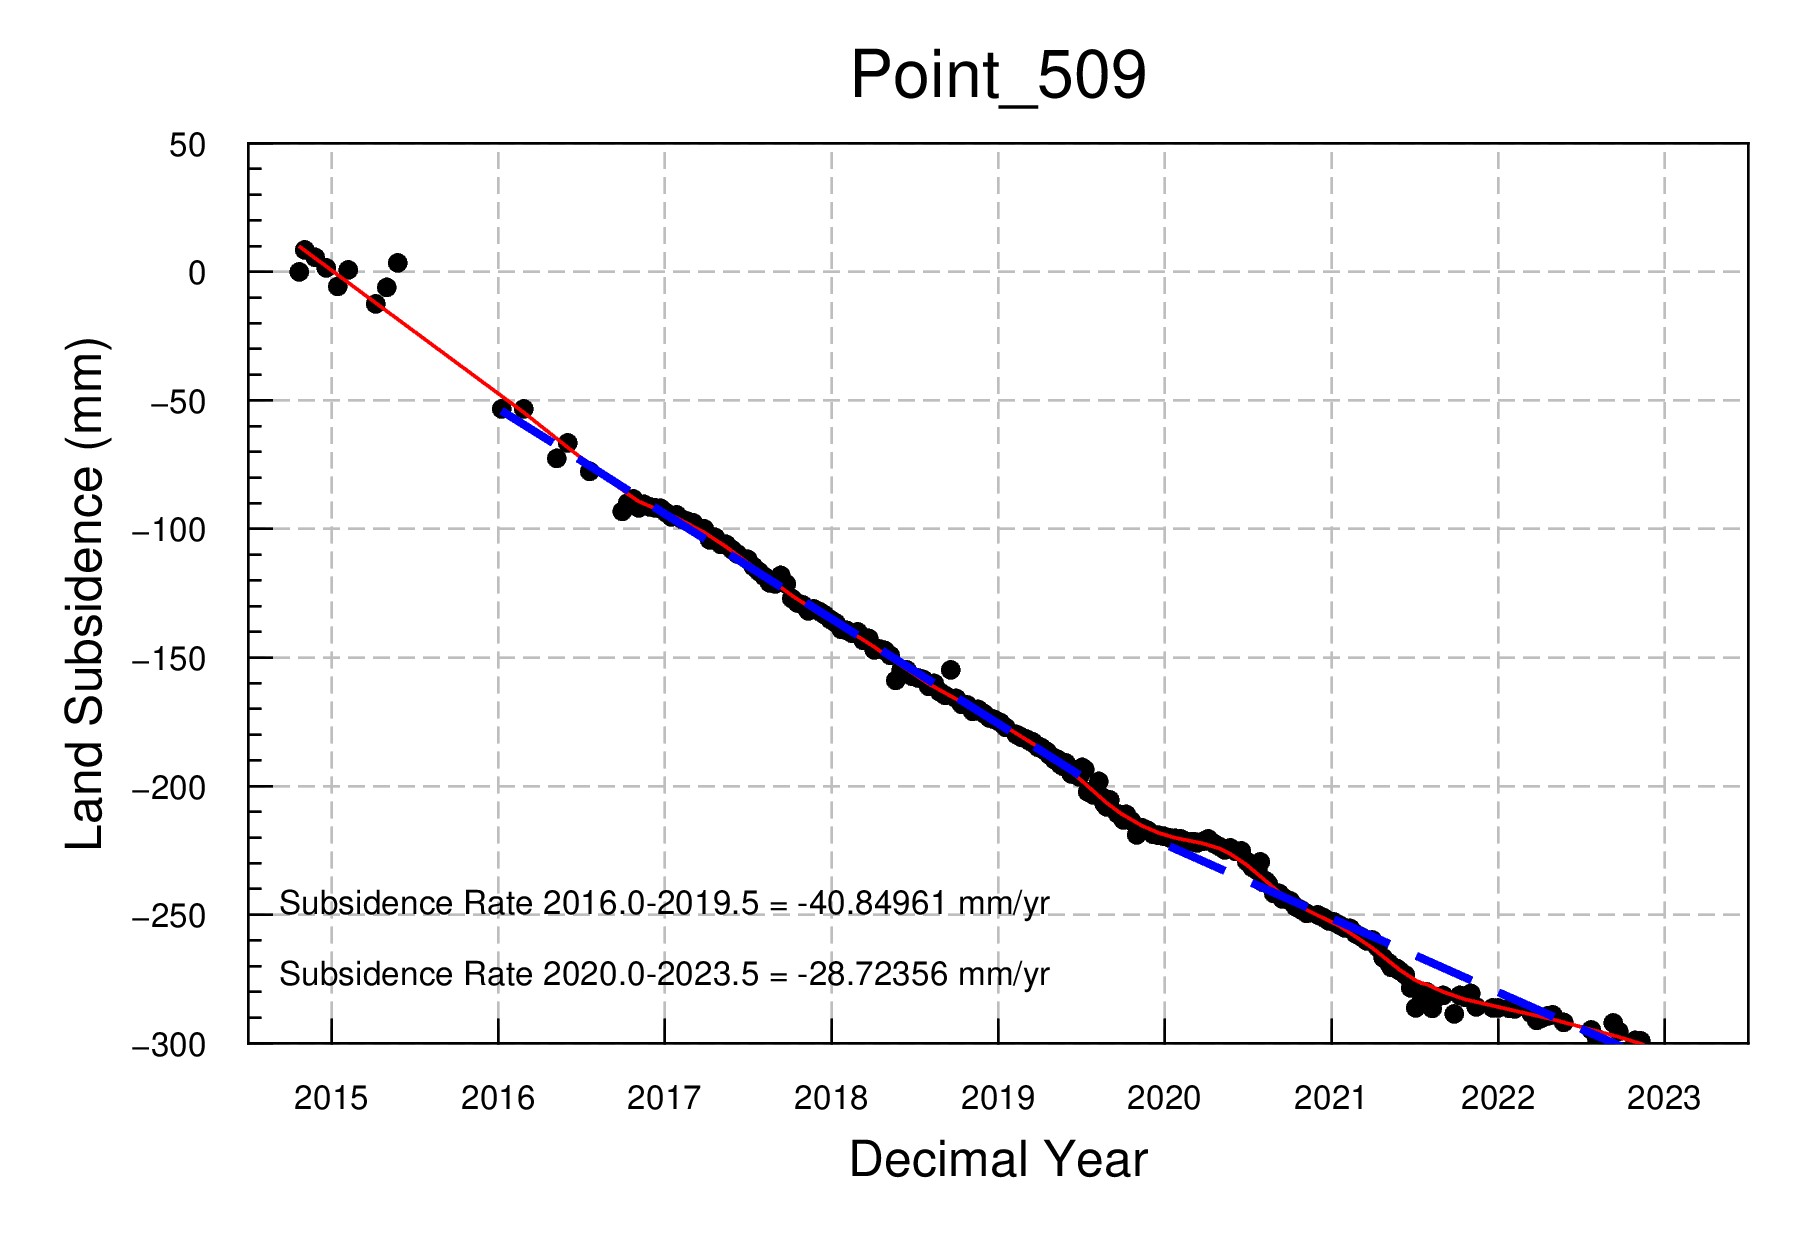 Point_509
50
0
−50
−100
−150
−200
−250
−300
Land Subsidence (mm)
Subsidence Rate 2016.0-2019.5 = -40.84961 mm/yr
Subsidence Rate 2020.0-2023.5 = -28.72356 mm/yr
2015 2016 2017 2018 2019 2020 2021 2022 2023
Decimal Year